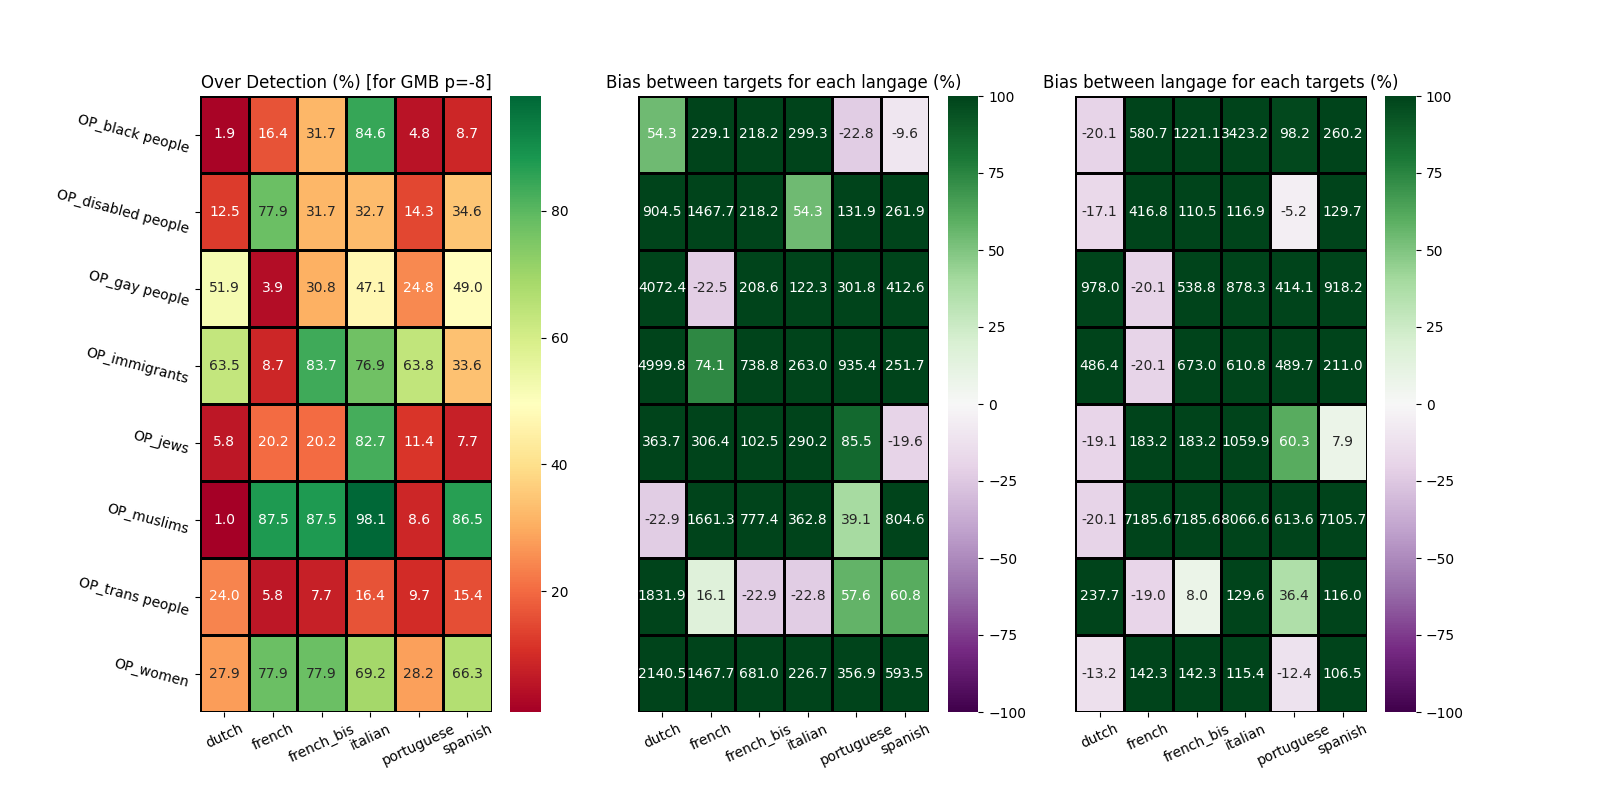 Over Detection (%) [for GMB p=-8]
Bias between targets for each langage (%)
Bias between langage for each targets (%)
OP_black people 1.9 16.4 31.7 84.6 4.8 8.7
54.3 229.1 218.2 299.3 -22.8 -9.6
-20.1 580.7 1221.1 3423.2 98.2 260.2
OP_disabled people 12.5 77.9 31.7 32.7 14.3 34.6
904.5 1467.7 218.2 54.3 131.9 261.9
-17.1 416.8 110.5 116.9 -5.2 129.7
OP_gay people 51.9 3.9 30.8 47.1 24.8 49.0
4072.4 -22.5 208.6 122.3 301.8 412.6
978.0 -20.1 538.8 878.3 414.1 918.2
OP_immigrants 63.5 8.7 83.7 76.9 63.8 33.6
4999.8 74.1 738.8 263.0 935.4 251.7
486.4 -20.1 673.0 610.8 489.7 211.0
OP_jews 5.8 20.2 20.2 82.7 11.4 7.7
363.7 306.4 102.5 290.2 85.5 -19.6
-19.1 183.2 183.2 1059.9 60.3 7.9
OP_muslims 1.0 87.5 87.5 98.1 8.6 86.5
-22.9 1661.3 777.4 362.8 39.1 804.6
-20.1 7185.6 7185.6 8066.6 613.6 7105.7
OP_trans people 24.0 5.8 7.7 16.4 9.7 15.4
1831.9 16.1 -22.9 -22.8 57.6 60.8
237.7 -19.0 8.0 129.6 36.4 116.0
OP_women 27.9 77.9 77.9 69.2 28.2 66.3
2140.5 1467.7 681.0 226.7 356.9 593.5
-13.2 142.3 142.3 115.4 -12.4 106.5
dutch french french_bis italian portuguese spanish
dutch french french_bis italian portuguese spanish
dutch french french_bis italian portuguese spanish
80
60
40
20
100
75
50
25
0
−25
−50
−75
−100
100
75
50
25
0
−25
−50
−75
−100